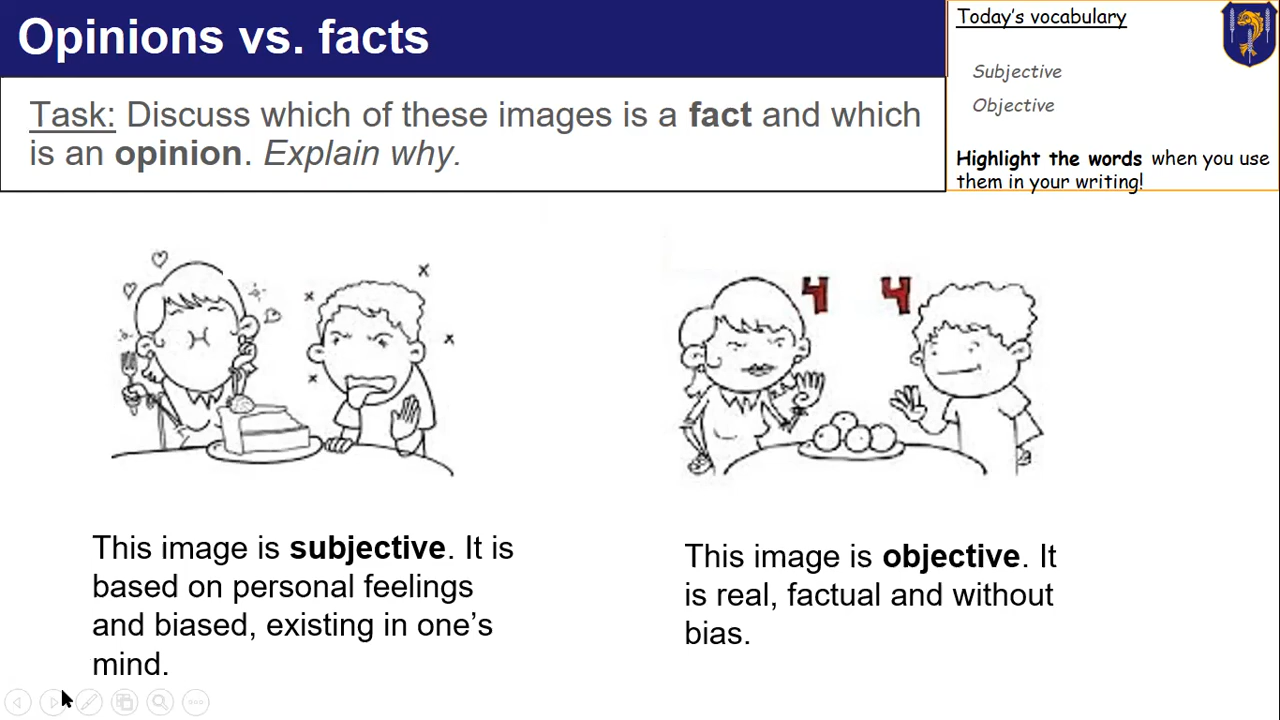 Opinions vs. facts
Task: Discuss which of these images is a fact and which
is an opinion. Explain why.
Today's vocabulary
Subjective
Objective
Highlight the words when you use
them in your writing!
4
4
This image is subjective. It is
based on personal feelings
and biased, existing in one's
mind.
This image is objective. It
is real, factual and without
bias.